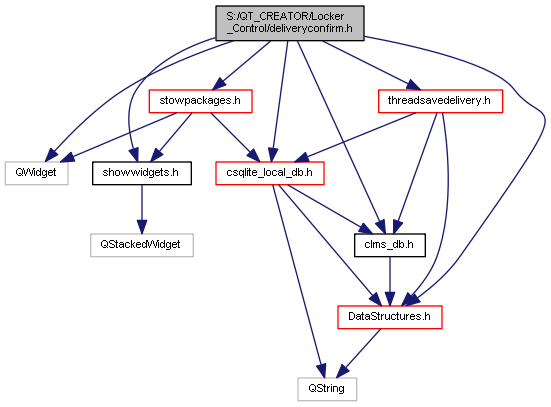 S:/QT_CREATOR/Locker
_Control/deliveryconfirm.h
stowpackages.h
threadsavedelivery.h
QWidget
showwidgets.h
csqlite_local_db.h
QStackedWidget
clms_db.h
DataStructures.h
QString